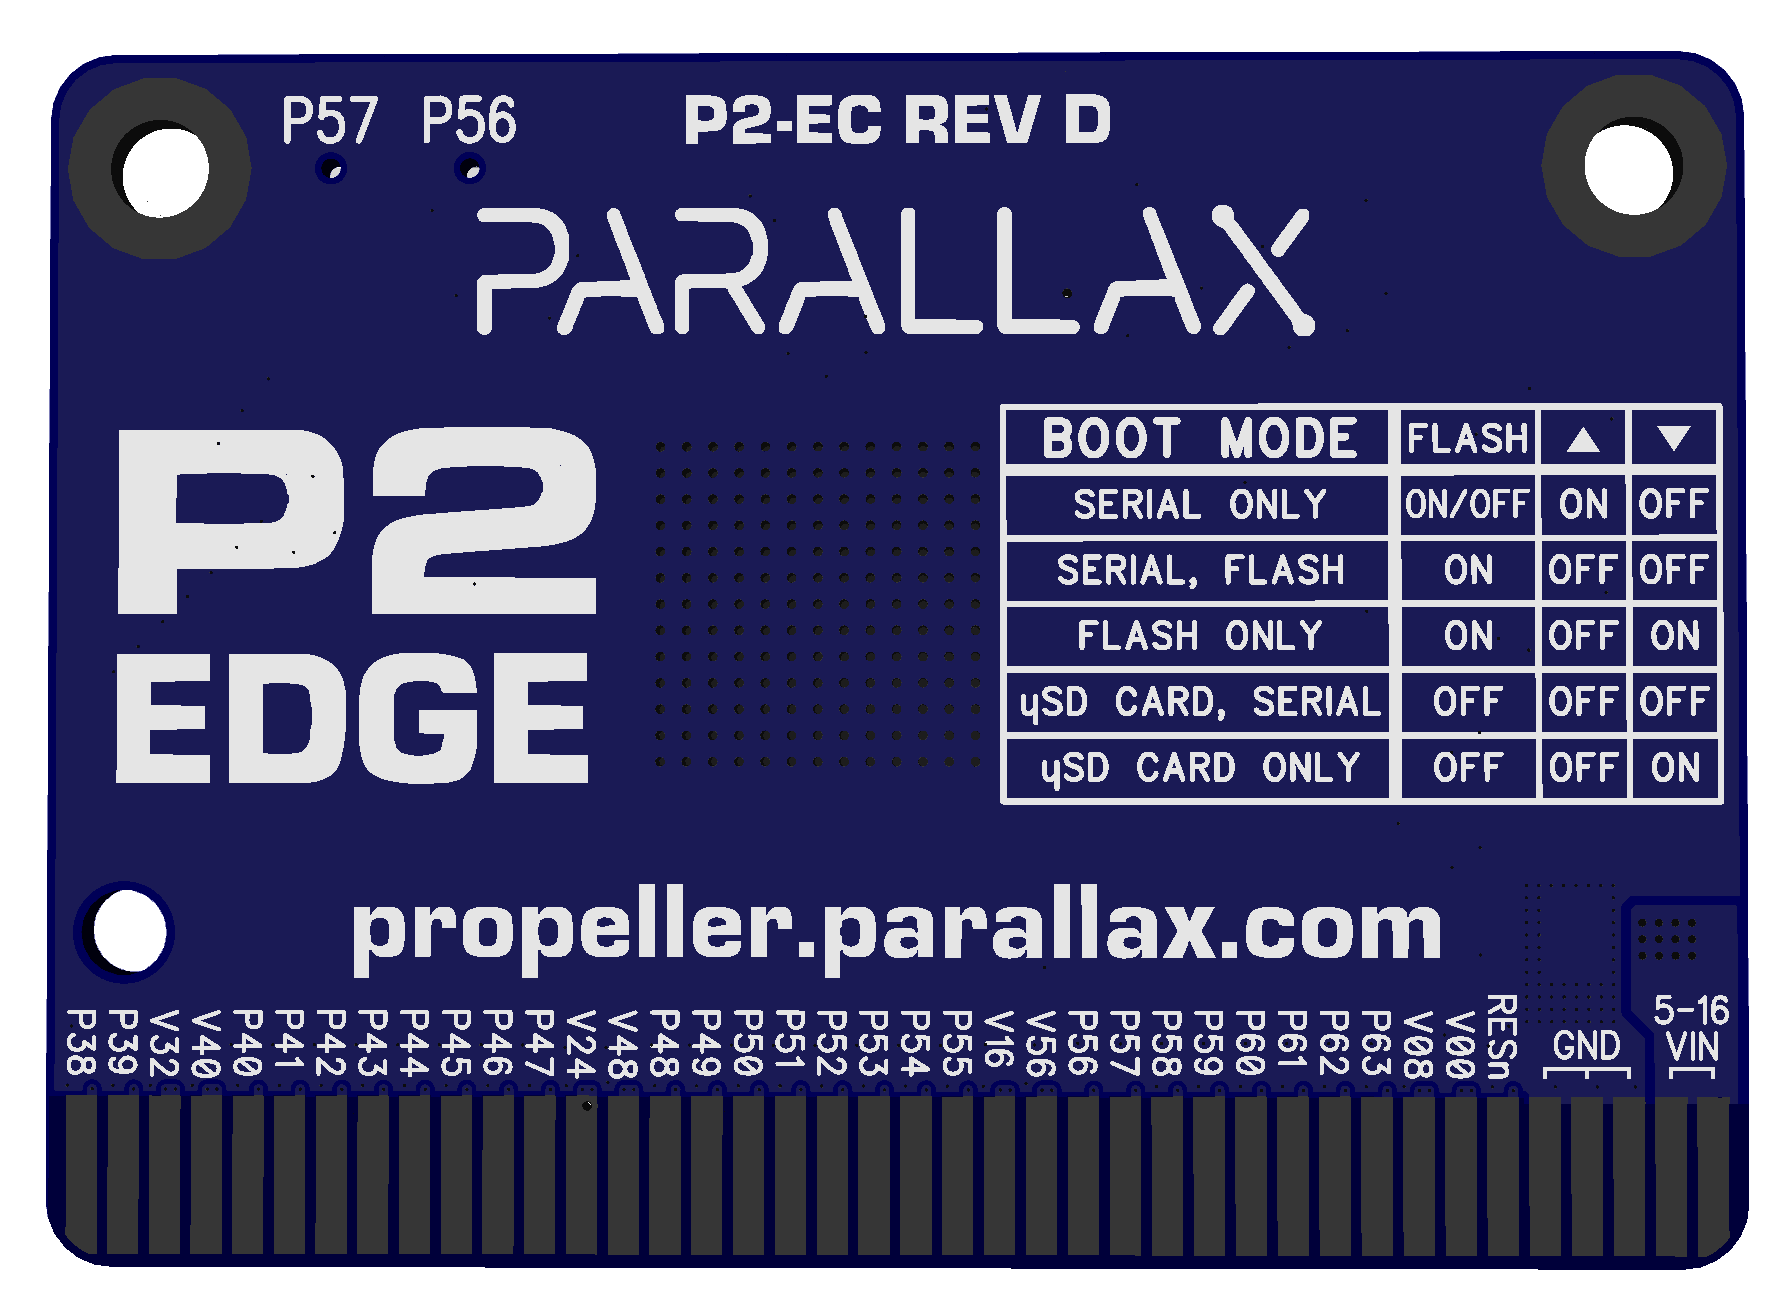 P57 P56 P2-EC REV D
PARALLAX
P2
EDGE
BOOT MODE FLASH ▲ ▼
SERIAL ONLY ON/OFF ON OFF
SERIAL, FLASH ON OFF OFF
FLASH ONLY ON OFF ON
ųSD CARD, SERIAL OFF OFF OFF
ųSD CARD ONLY OFF OFF ON
propeller.parallax.com
P38 P39 V32 V40 P40 P41 P42 P43 P44 P45 P46 P47 V24 V48 P48 P49 P50 P51 P52 P53 P54 P55 V16 V56 P56 P57 P58 P59 P60 P61 P62 P63 V08 V00 RESn GND 5-16
VIN